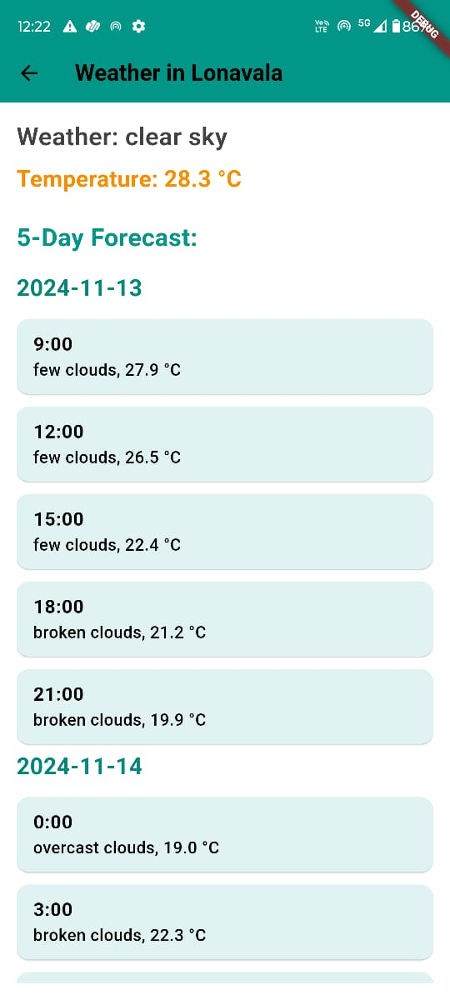 12:22
Vo))
LTE
5G
86
DEBUG
Weather in Lonavala
Weather: clear sky
Temperature: 28.3 °C
5-Day Forecast:
2024-11-13
9:00
few clouds, 27.9 °C
12:00
few clouds, 26.5 °C
15:00
few clouds, 22.4 °C
18:00
broken clouds, 21.2 °C
21:00
broken clouds, 19.9 °C
2024-11-14
0:00
overcast clouds, 19.0 °C
3:00
broken clouds, 22.3 °C